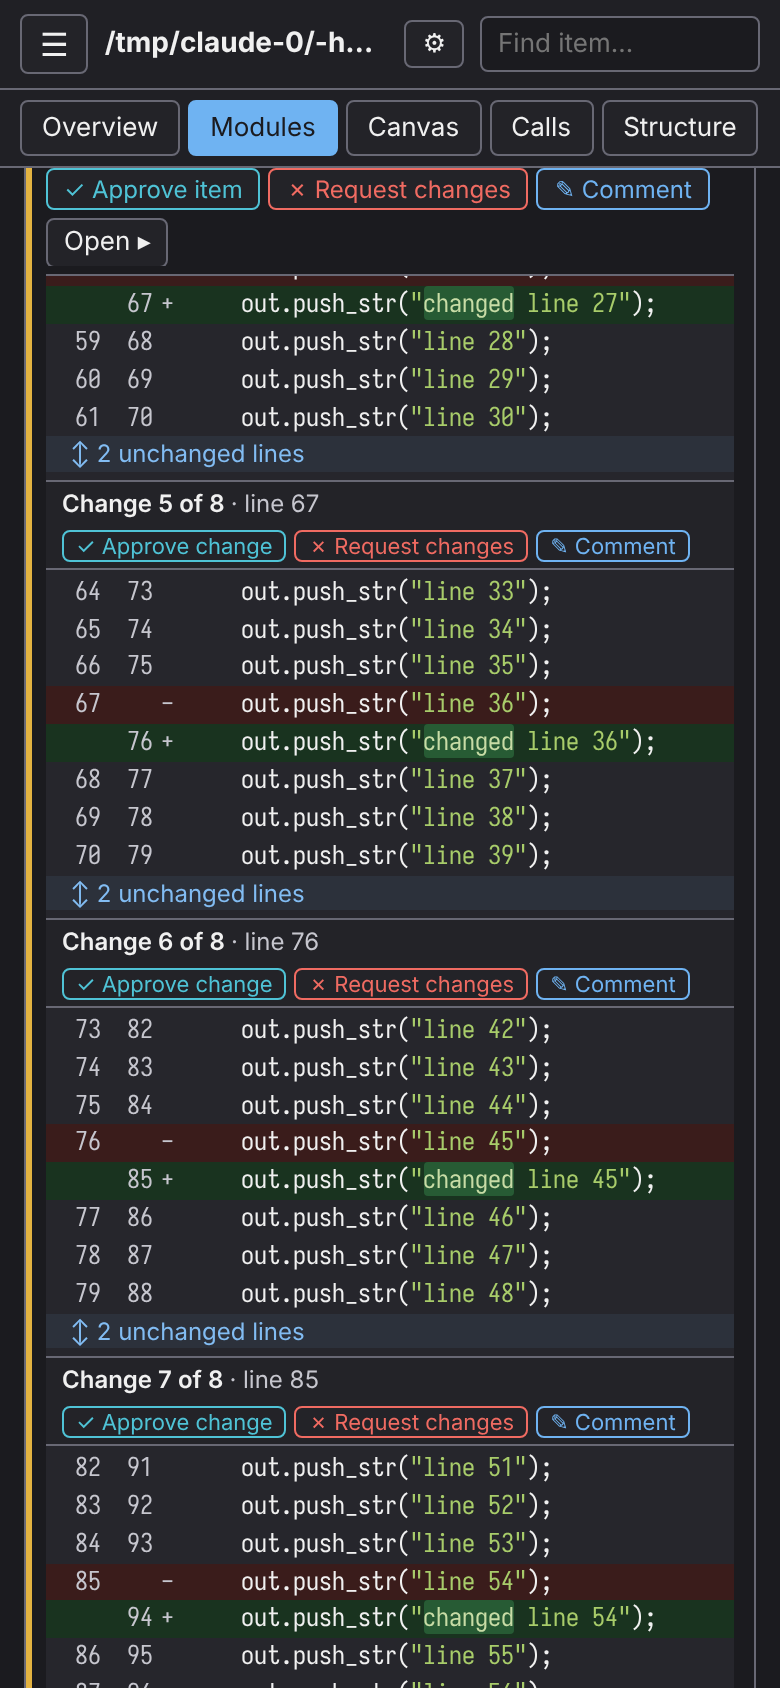 ☰ /tmp/claude-0/-h... ⚙ Find item...
Overview Modules Canvas Calls Structure
✓ Approve item × Request changes ✎ Comment
Open ▸
67 + out.push_str("changed line 27");
59 68 out.push_str("line 28");
60 69 out.push_str("line 29");
61 70 out.push_str("line 30");
↕ 2 unchanged lines
Change 5 of 8 · line 67
✓ Approve change × Request changes ✎ Comment
64 73 out.push_str("line 33");
65 74 out.push_str("line 34");
66 75 out.push_str("line 35");
67 − out.push_str("line 36");
76 + out.push_str("changed line 36");
68 77 out.push_str("line 37");
69 78 out.push_str("line 38");
70 79 out.push_str("line 39");
↕ 2 unchanged lines
Change 6 of 8 · line 76
✓ Approve change × Request changes ✎ Comment
73 82 out.push_str("line 42");
74 83 out.push_str("line 43");
75 84 out.push_str("line 44");
76 − out.push_str("line 45");
85 + out.push_str("changed line 45");
77 86 out.push_str("line 46");
78 87 out.push_str("line 47");
79 88 out.push_str("line 48");
↕ 2 unchanged lines
Change 7 of 8 · line 85
✓ Approve change × Request changes ✎ Comment
82 91 out.push_str("line 51");
83 92 out.push_str("line 52");
84 93 out.push_str("line 53");
85 − out.push_str("line 54");
94 + out.push_str("changed line 54");
86 95 out.push_str("line 55");